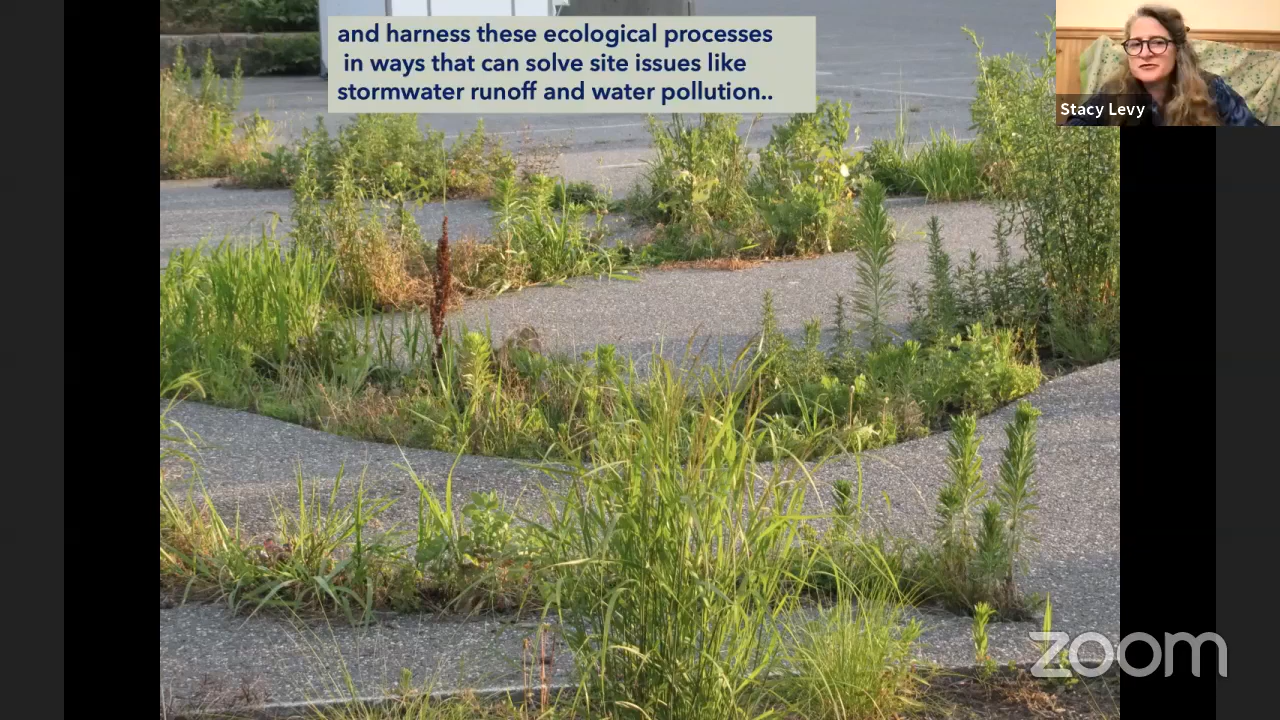 and harness these ecological processes
in ways that can solve site issues like
stormwater runoff and water pollution..
Stacy Levy
zoom